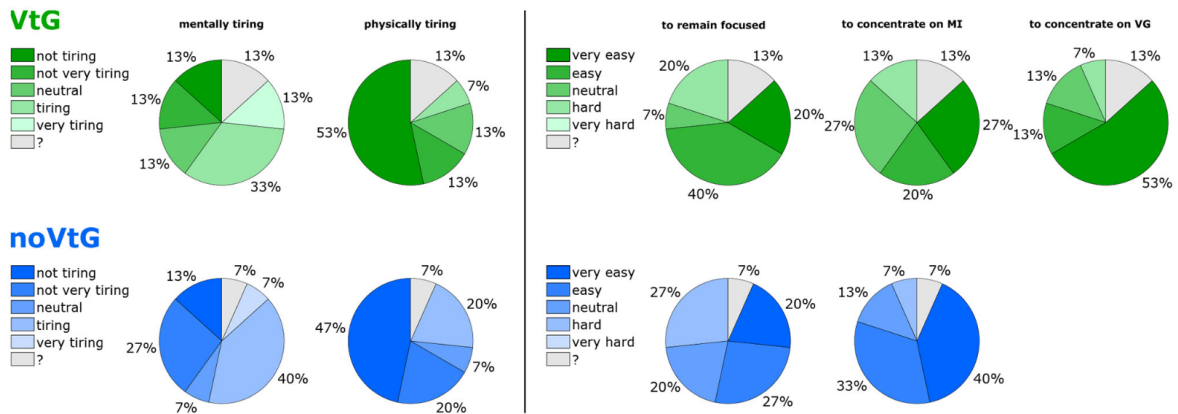 VtG
mentally tiring
physically tiring
to remain focused
to concentrate on MI
to concentrate on VG
not tiring
not very tiring
neutral
tiring
very tiring
?
13%
13%
13%
13%
13%
33%
13%
7%
53%
13%
13%
very easy
easy
neutral
hard
very hard
?
20%
13%
7%
20%
40%
13%
13%
27%
27%
20%
7%
13%
13%
13%
53%
noVtG
not tiring
not very tiring
neutral
tiring
very tiring
?
13%
7%
7%
27%
7%
40%
7%
20%
47%
7%
20%
very easy
easy
neutral
hard
very hard
?
7%
27%
20%
20%
27%
7%
7%
13%
33%
40%